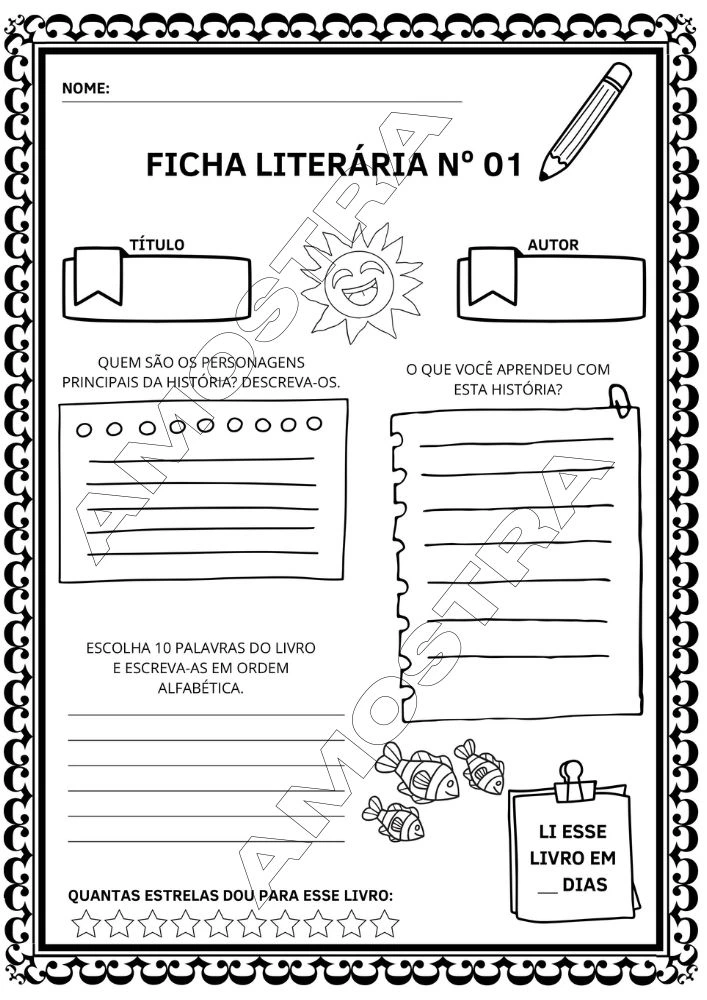 NOME:
FICHA LITERÁRIA Nº 01
TÍTULO
AUTOR
QUEM SÃO OS PERSONAGENS
PRINCIPAIS DA HISTÓRIA? DESCREVA-OS.
O QUE VOCÊ APRENDEU COM
ESTA HISTÓRIA?
ESCOLHA 10 PALAVRAS DO LIVRO
E ESCREVA-AS EM ORDEM
ALFABÉTICA.
LI ESSE
LIVRO EM
__ DIAS
QUANTAS ESTRELAS DOU PARA ESSE LIVRO:
AMOSTRA
AMOSTRA